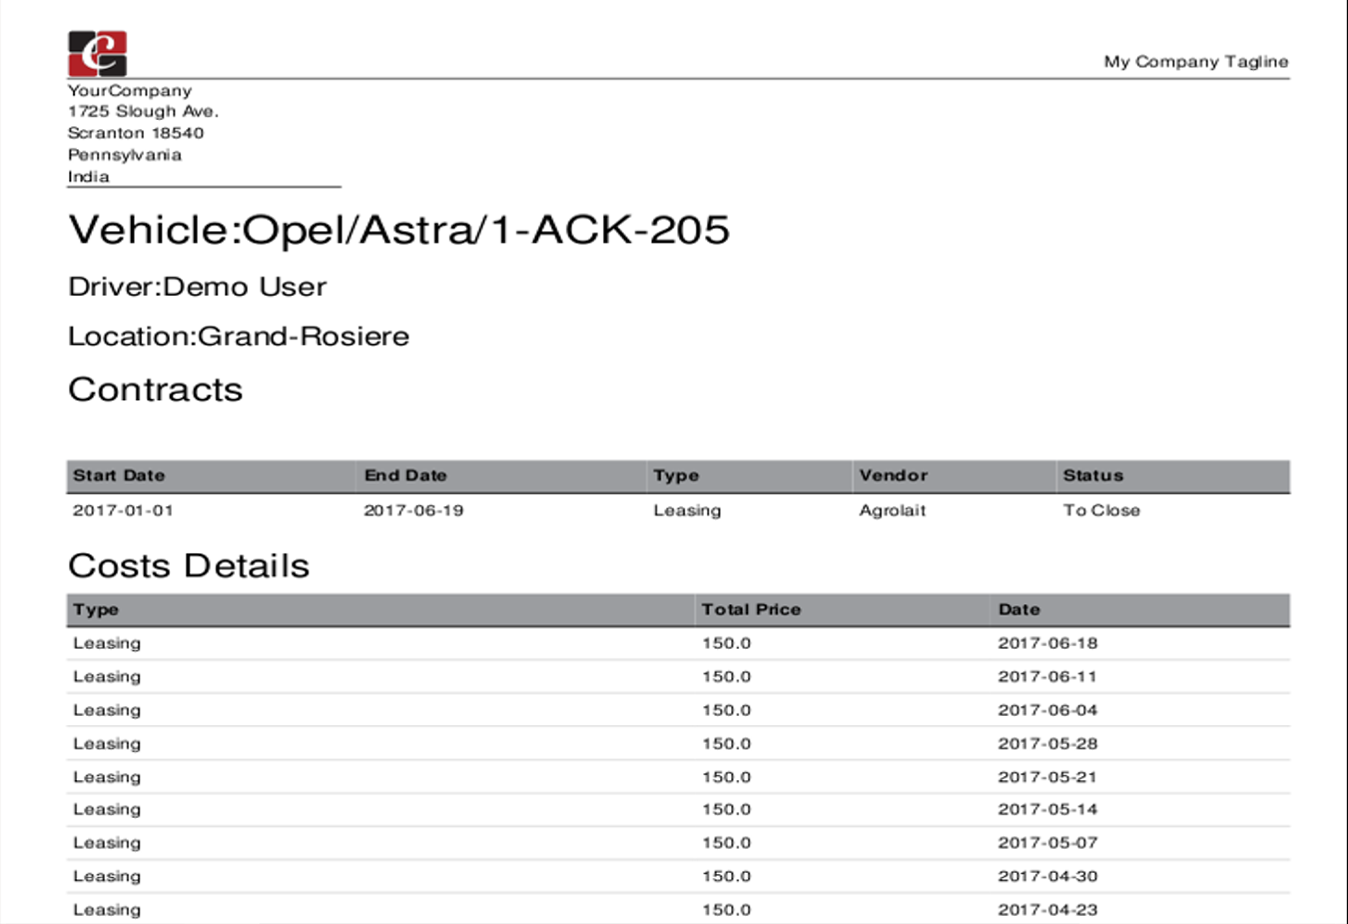 C
My Company Tagline
YourCompany
1725 Slough Ave.
Scranton 18540
Pennsylvania
India
Vehicle:Opel/Astra/1-ACK-205
Driver:Demo User
Location:Grand-Rosiere
Contracts
Start Date End Date Type Vendor Status
2017-01-01 2017-06-19 Leasing Agrolait To Close
Costs Details
Type Total Price Date
Leasing 150.0 2017-06-18
Leasing 150.0 2017-06-11
Leasing 150.0 2017-06-04
Leasing 150.0 2017-05-28
Leasing 150.0 2017-05-21
Leasing 150.0 2017-05-14
Leasing 150.0 2017-05-07
Leasing 150.0 2017-04-30
Leasing 150.0 2017-04-23